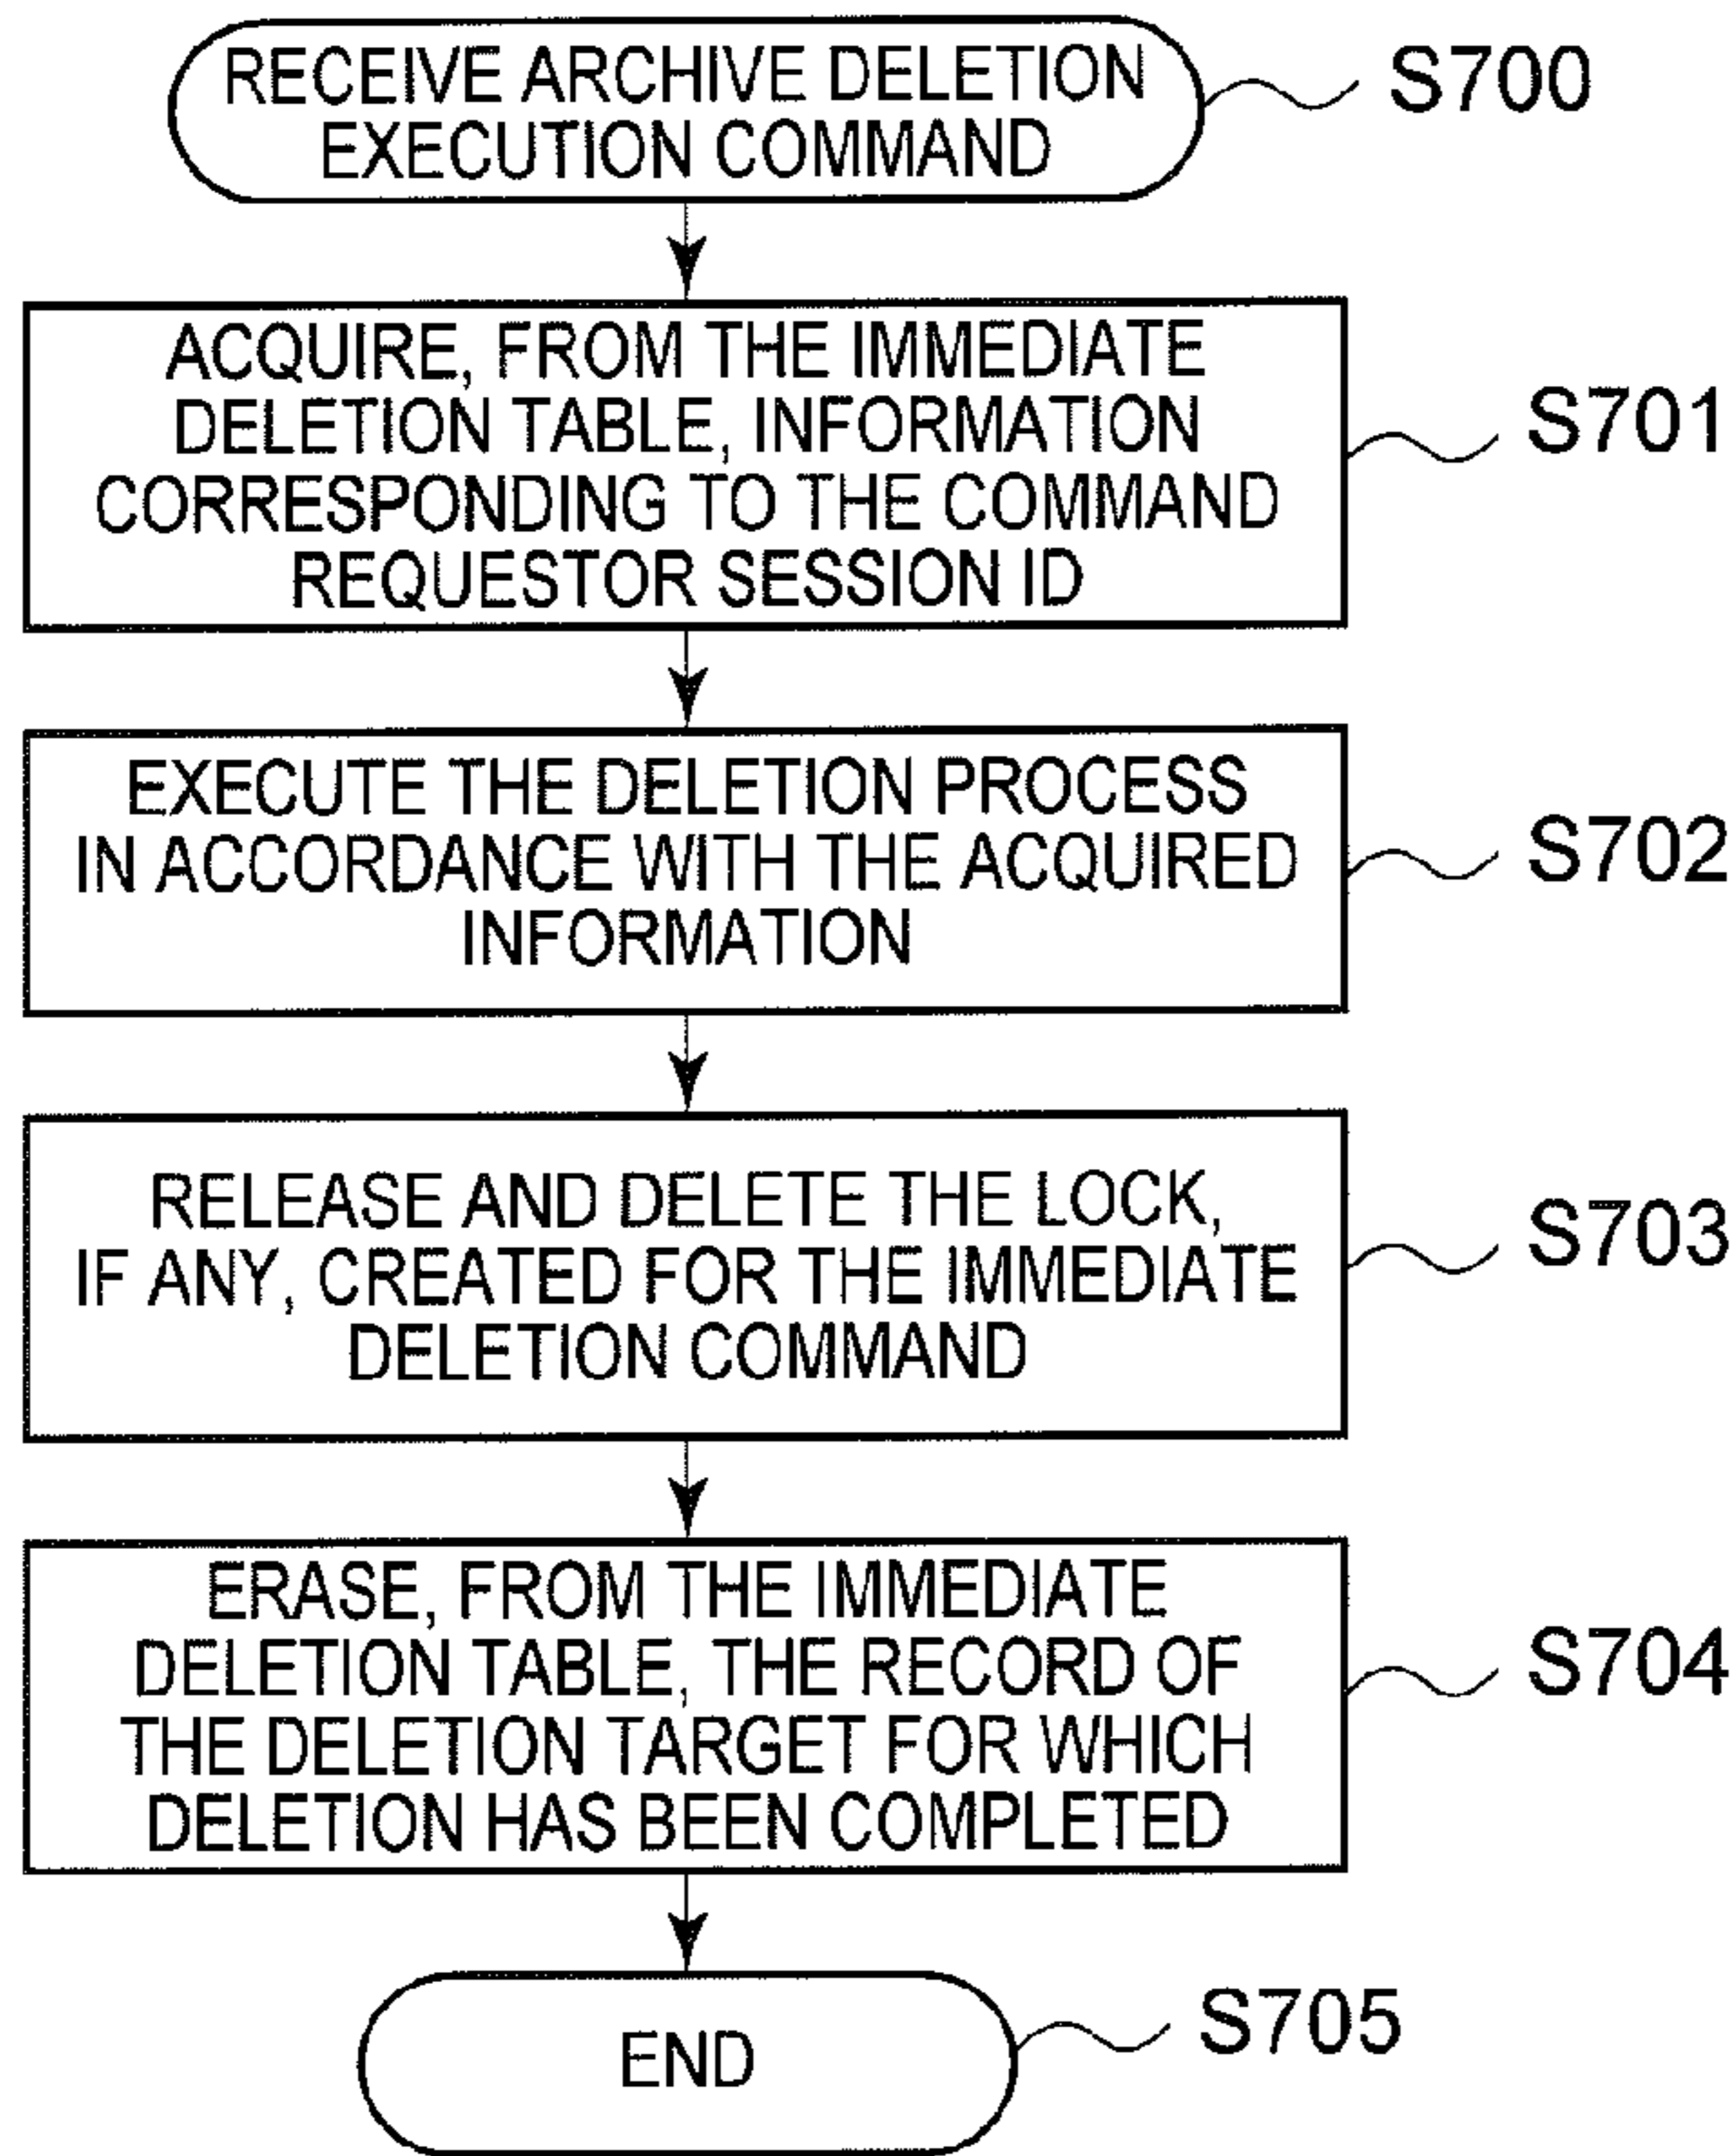 RECEIVE ARCHIVE DELETION
EXECUTION COMMAND
S700
ACQUIRE, FROM THE IMMEDIATE
DELETION TABLE, INFORMATION
CORRESPONDING TO THE COMMAND
REQUESTOR SESSION ID
S701
EXECUTE THE DELETION PROCESS
IN ACCORDANCE WITH THE ACQUIRED
INFORMATION
S702
RELEASE AND DELETE THE LOCK,
IF ANY, CREATED FOR THE IMMEDIATE
DELETION COMMAND
S703
ERASE, FROM THE IMMEDIATE
DELETION TABLE, THE RECORD OF
THE DELETION TARGET FOR WHICH
DELETION HAS BEEN COMPLETED
S704
END
S705